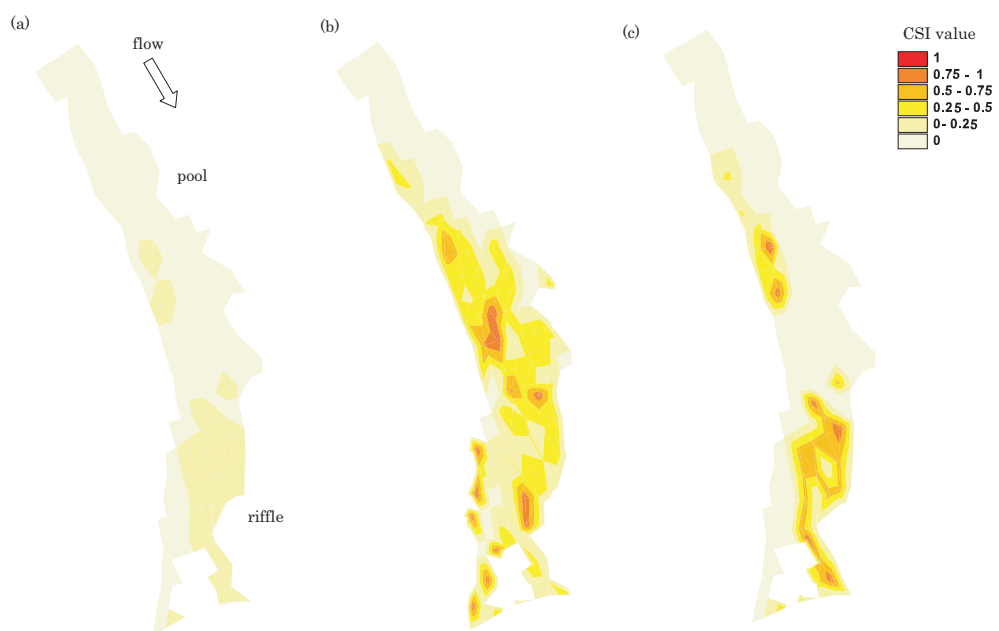 (a)
flow
pool
riffle
(b)
(c)
CSI value
1
0.75 - 1
0.5 - 0.75
0.25 - 0.5
0- 0.25
0